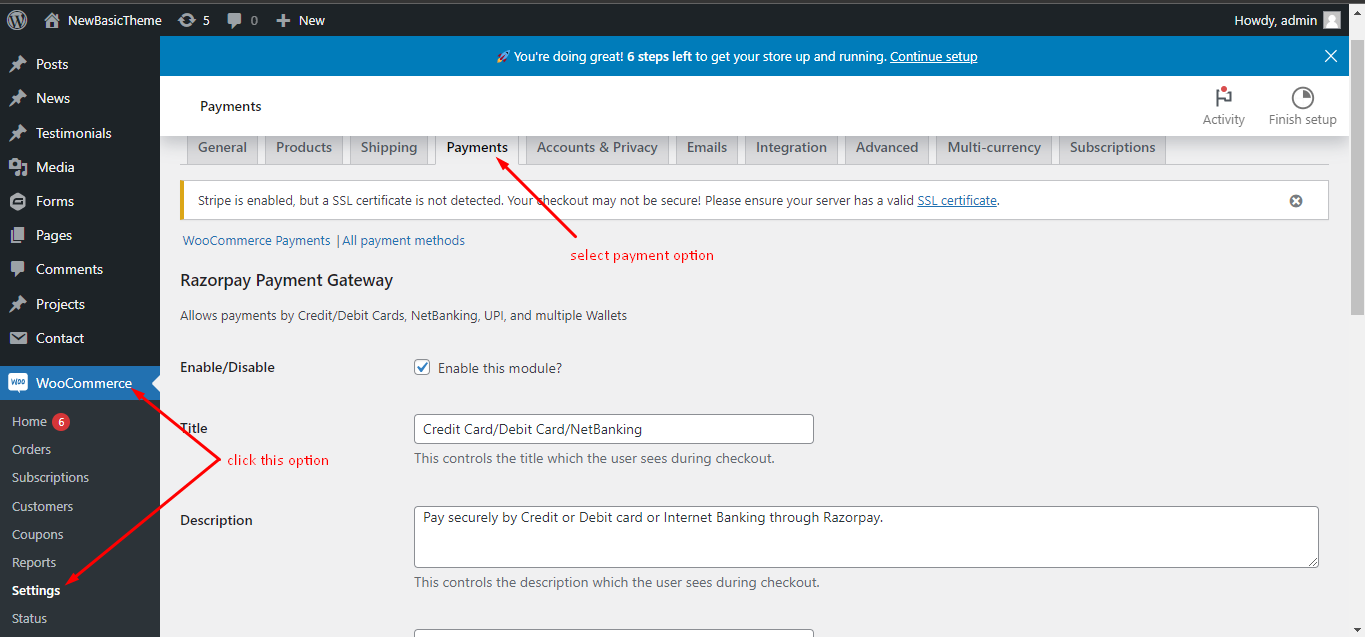 NewBasicTheme 5 0 New Howdy, admin
Posts
News
Testimonials
Media
Forms
Pages
Comments
Projects
Contact
WooCommerce
Home 6
Orders
Subscriptions
Customers
Coupons
Reports
Settings
Status
🚀 You're doing great! 6 steps left to get your store up and running. Continue setup
Payments
Activity
Finish setup
General Products Shipping Payments Accounts & Privacy Emails Integration Advanced Multi-currency Subscriptions
Stripe is enabled, but a SSL certificate is not detected. Your checkout may not be secure! Please ensure your server has a valid SSL certificate.
WooCommerce Payments | All payment methods
select payment option
Razorpay Payment Gateway
Allows payments by Credit/Debit Cards, NetBanking, UPI, and multiple Wallets
Enable/Disable
Enable this module?
Title
Credit Card/Debit Card/NetBanking
This controls the title which the user sees during checkout.
click this option
Description
Pay securely by Credit or Debit card or Internet Banking through Razorpay.
This controls the description which the user sees during checkout.